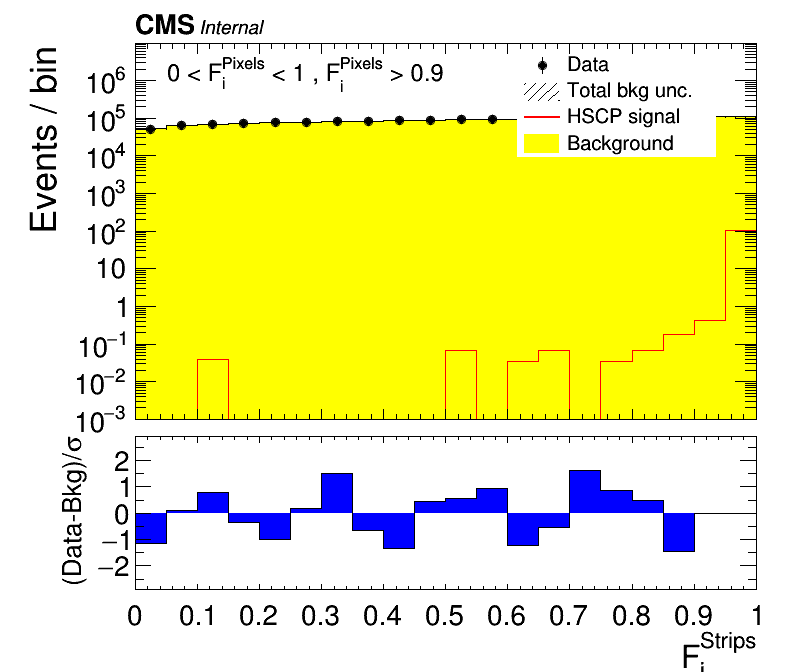 CMS Internal
Events / bin
0 < F_i^Pixels < 1 , F_i^Pixels > 0.9
Data
Total bkg unc.
HSCP signal
Background
10^6
10^5
10^4
10^3
10^2
10
1
10^−1
10^−2
10^−3
(Data-Bkg)/σ
2
1
0
−1
−2
0 0.1 0.2 0.3 0.4 0.5 0.6 0.7 0.8 0.9 1
F_i^Strips